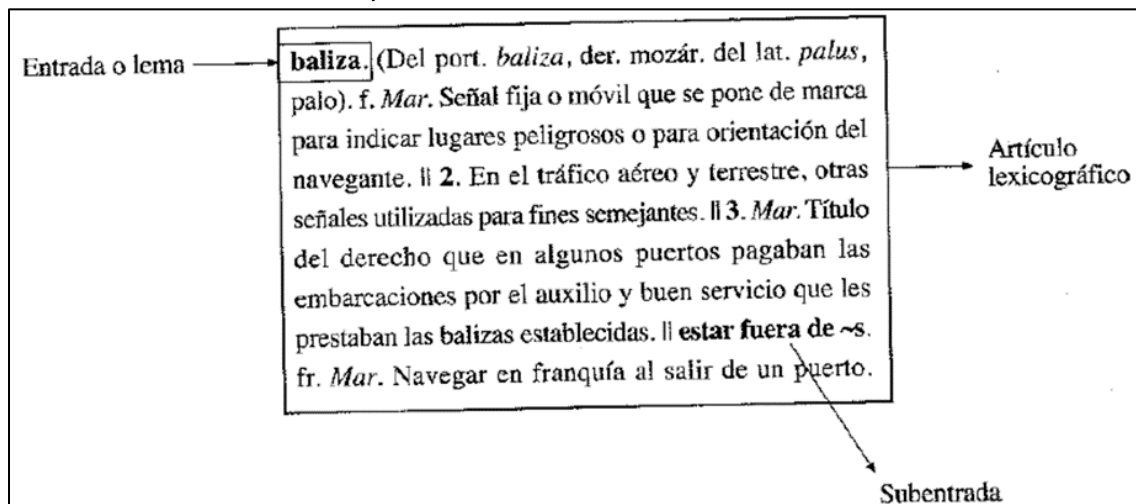 Entrada o lema
baliza. (Del port. baliza, der. mozár. del lat. palus,
palo). f. Mar. Señal fija o móvil que se pone de marca
para indicar lugares peligrosos o para orientación del
navegante. || 2. En el tráfico aéreo y terrestre, otras
señales utilizadas para fines semejantes. || 3. Mar. Título
del derecho que en algunos puertos pagaban las
embarcaciones por el auxilio y buen servicio que les
prestaban las balizas establecidas. || estar fuera de ~s.
fr. Mar. Navegar en franquía al salir de un puerto.
Artículo
lexicográfico
Subentrada